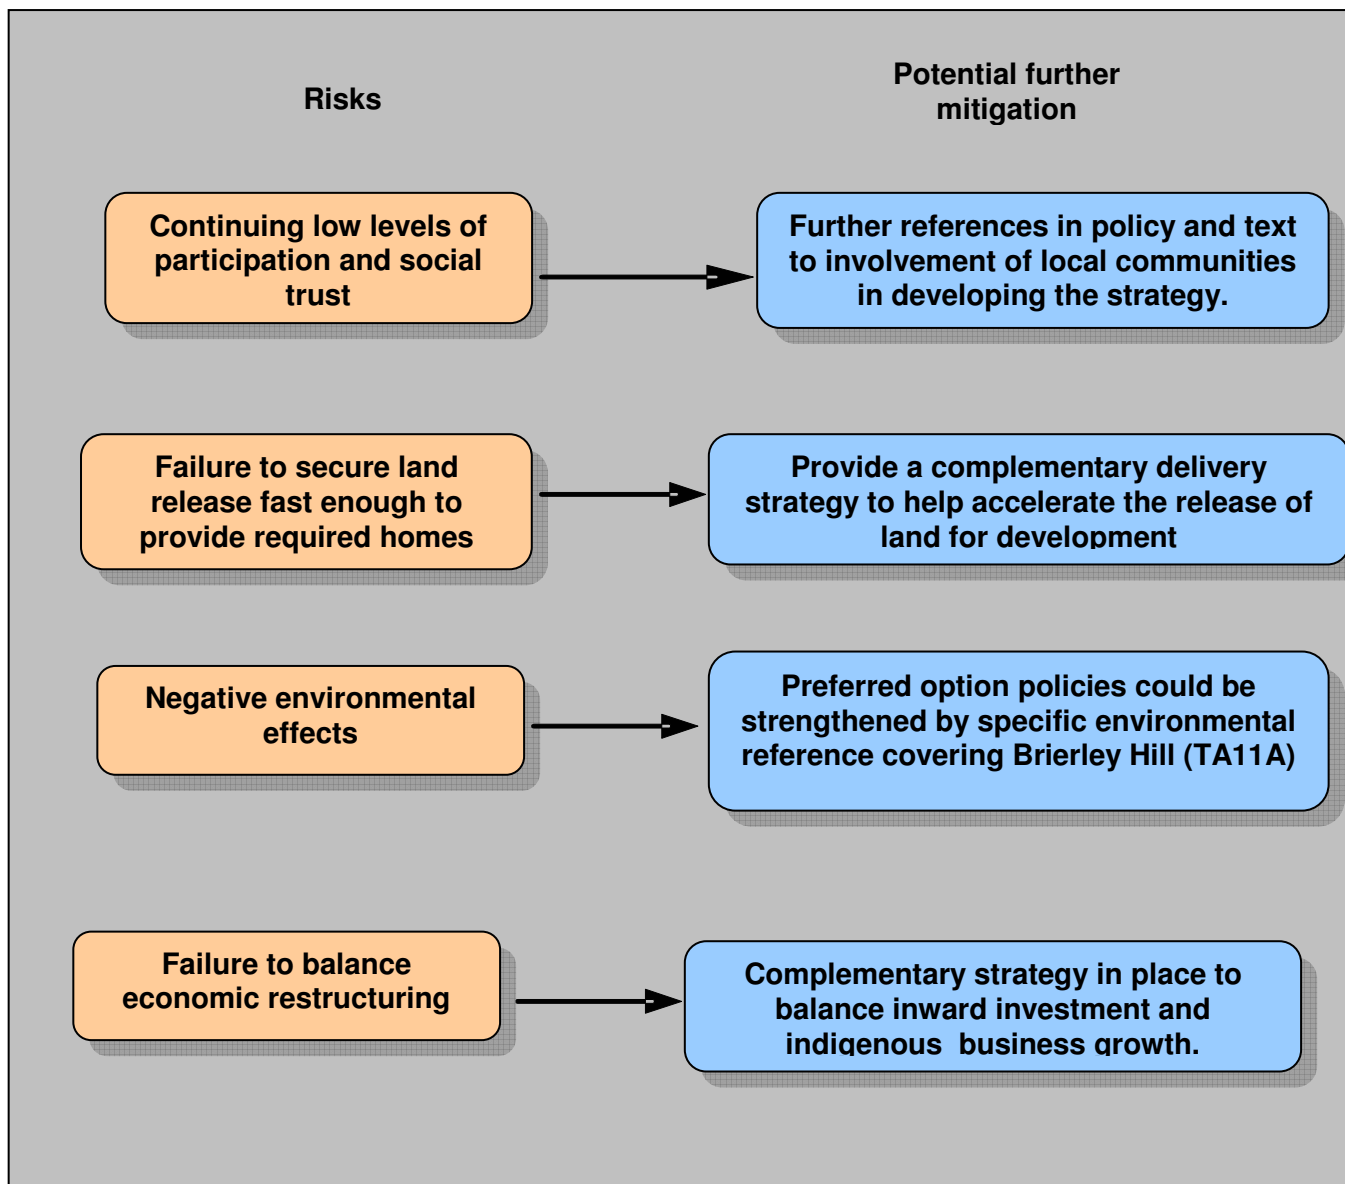 Risks
Potential further
mitigation
Continuing low levels of
participation and social
trust
Further references in policy and text
to involvement of local communities
in developing the strategy.
Failure to secure land
release fast enough to
provide required homes
Provide a complementary delivery
strategy to help accelerate the release of
land for development
Negative environmental
effects
Preferred option policies could be
strengthened by specific environmental
reference covering Brierley Hill (TA11A)
Failure to balance
economic restructuring
Complementary strategy in place to
balance inward investment and
indigenous  business growth.